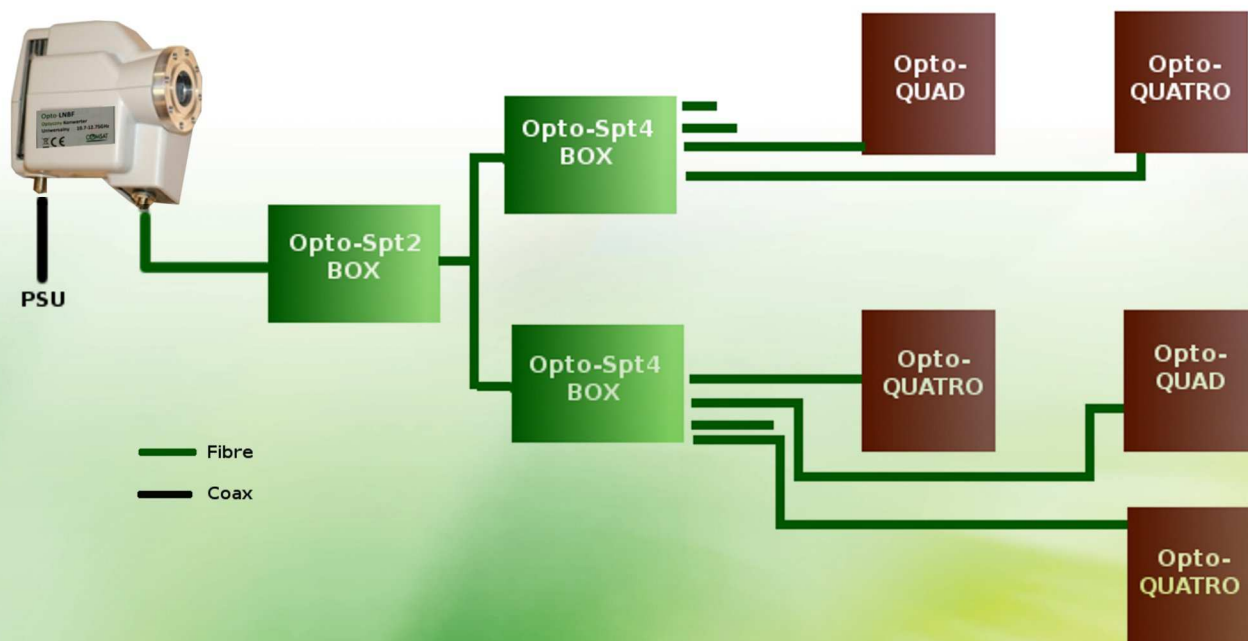 Opto LNBF
PSU
Opto-Spt2
BOX
Opto-Spt4
BOX
Opto-Spt4
BOX
Opto-
QUAD
Opto-
QUATRO
Opto-
QUATRO
Opto-
QUAD
Opto-
QUATRO
Fibre
Coax